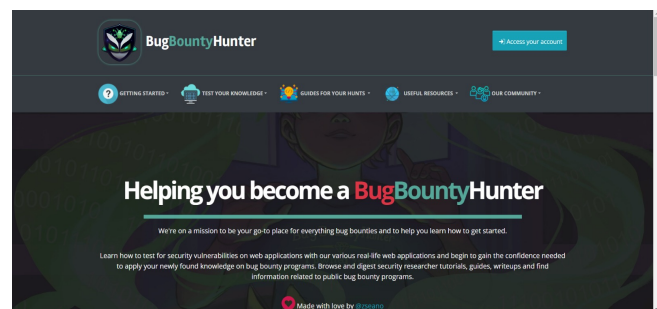 BugBountyHunter
Access your account
GETTING STARTED
TEST YOUR KNOWLEDGE
GUIDES FOR YOUR HUNTS
USEFUL RESOURCES
OUR COMMUNITY
Helping you become a BugBountyHunter
We're on a mission to be your go-to place for everything bug bounties and to help you learn how to get started.
Learn how to test for security vulnerabilities on web applications with our various real-life web applications and begin to gain the confidence needed
to apply your newly found knowledge on bug bounty programs. Browse and digest security researcher tutorials, guides, writeups and find
information related to public bug bounty programs.
Made with love by @zseano